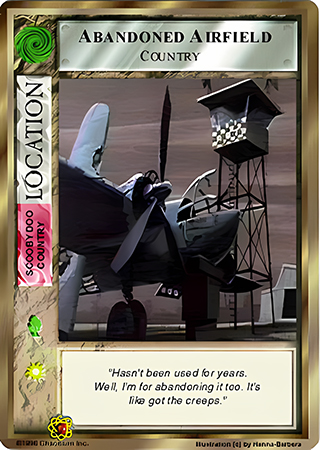 ABANDONED AIRFIELD
COUNTRY
LOCATION
SCOOBY DOO
COUNTRY
"Hasn't been used for years.
Well, I'm for abandoning it too. It's
like got the creeps."
©1996 Chaosium Inc.
Illustration (c) by Hanna-Barbera